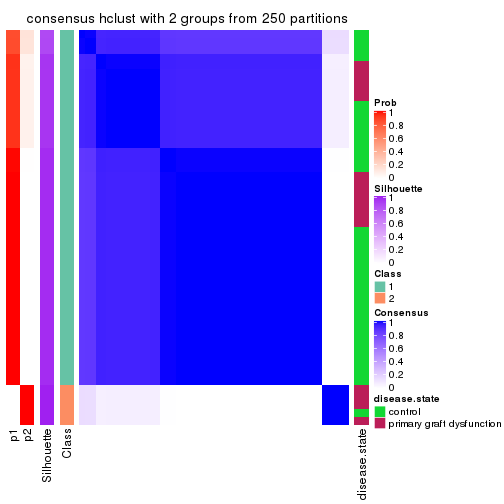 consensus hclust with 2 groups from 250 partitions
Prob
1
0.8
0.6
0.4
0.2
0
Silhouette
1
0.8
0.6
0.4
0.2
0
Class
1
2
Consensus
1
0.8
0.6
0.4
0.2
0
disease.state
control
primary graft dysfunction
p1
p2
Silhouette
Class
disease.state